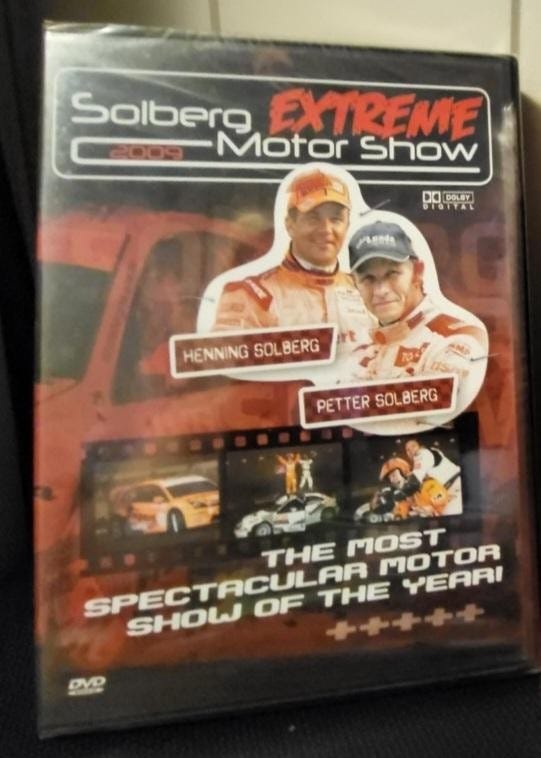 Solberg EXTREME
2009 Motor Show
DOLBY
DIGITAL
HENNING SOLBERG
PETTER SOLBERG
THE MOST
SPECTACULAR MOTOR
SHOW OF THE YEAR!
DVD